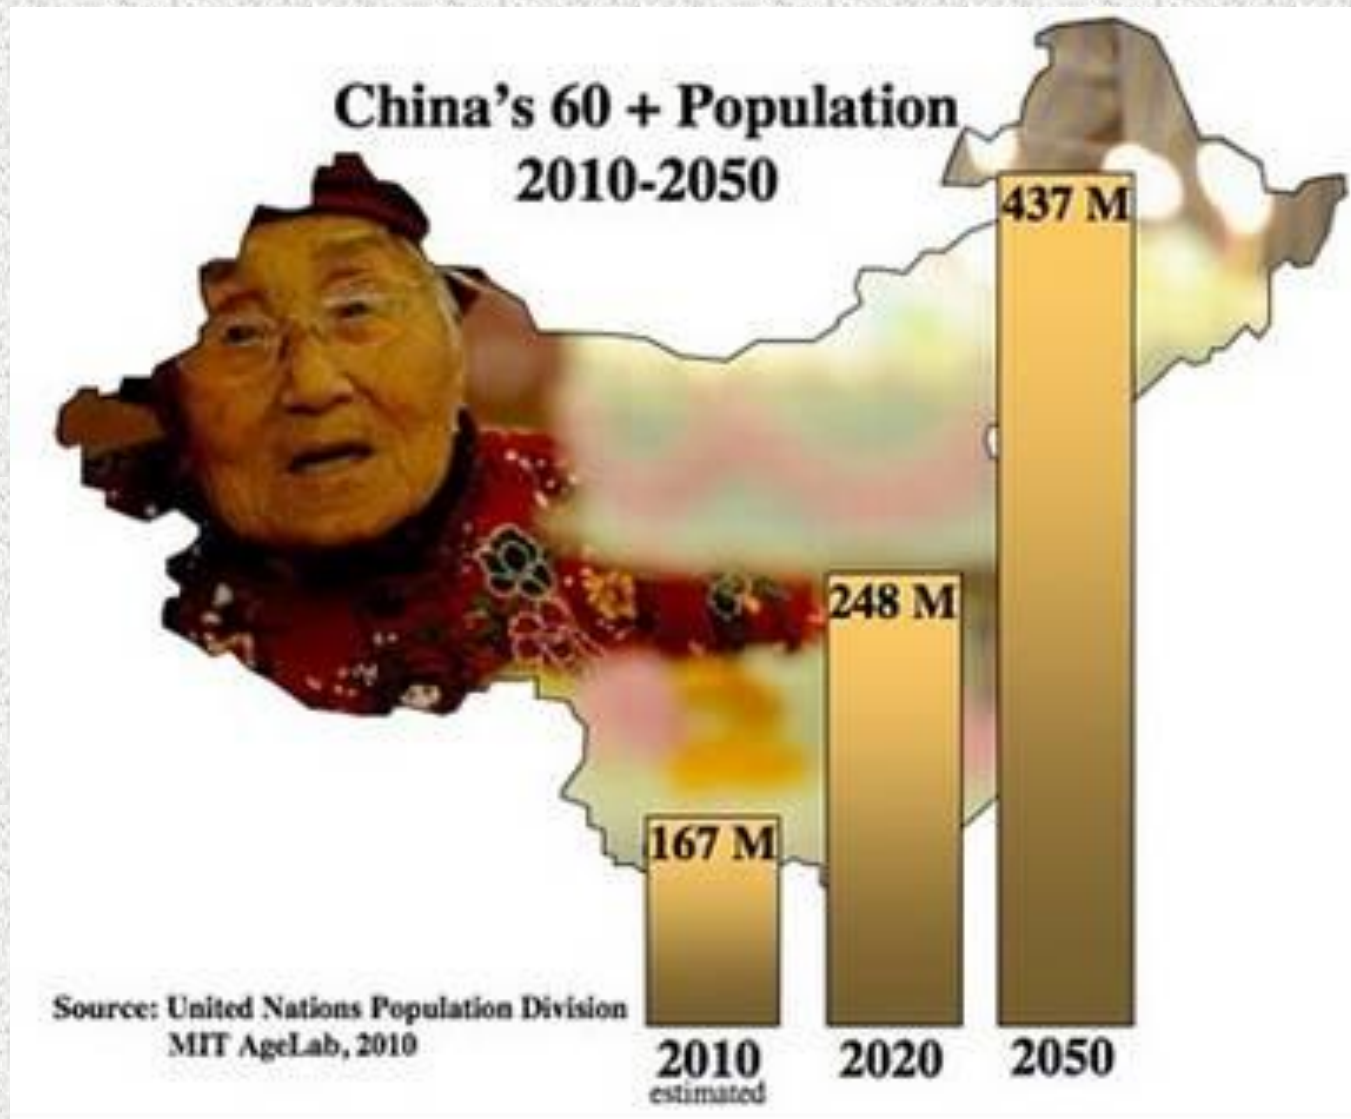 China's 60 + Population
2010-2050
437 M
248 M
167 M
Source: United Nations Population Division
MIT AgeLab, 2010
2010
estimated
2020
2050